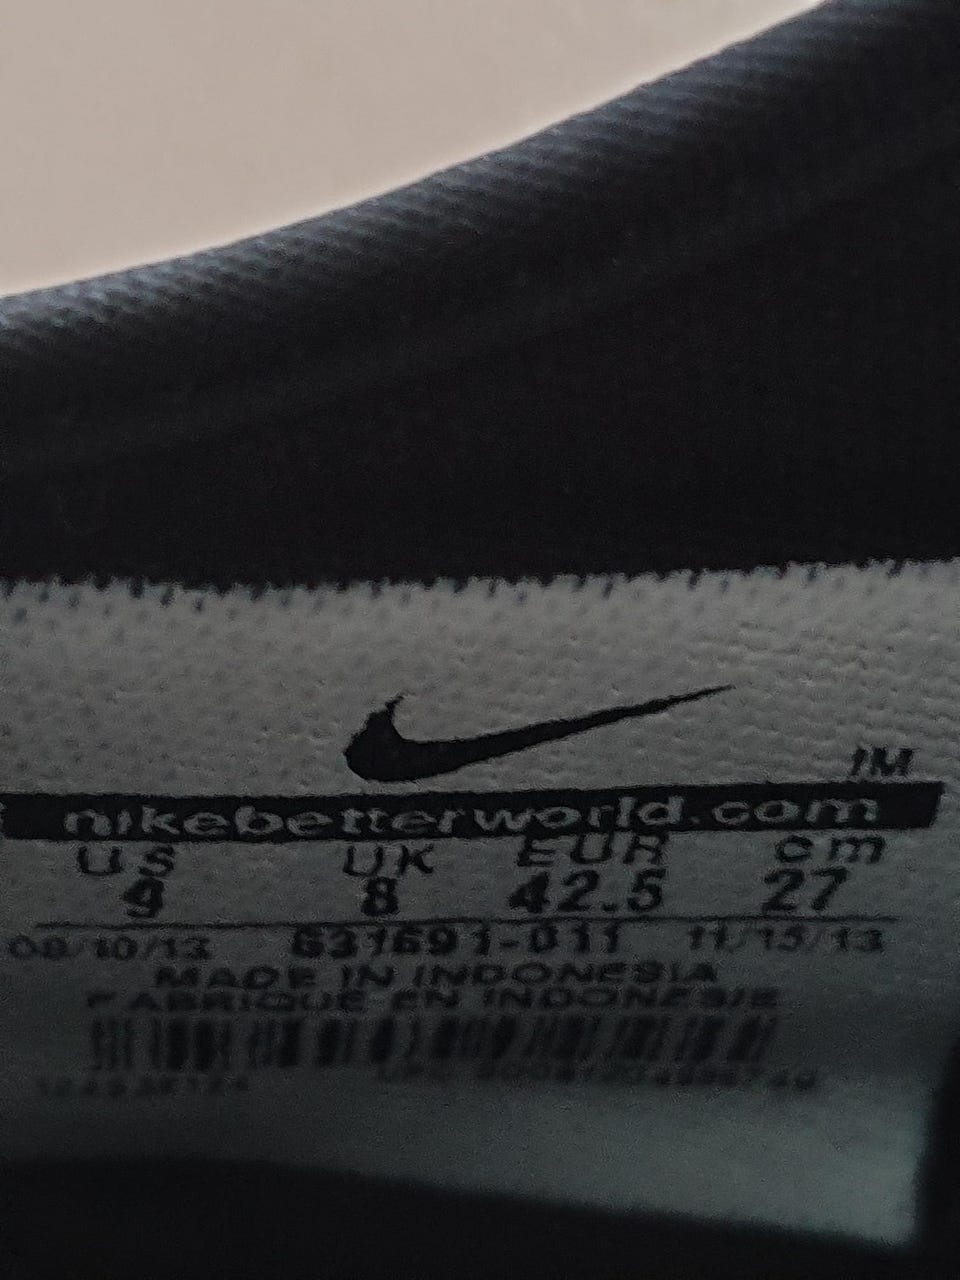 IM
nikebetterworld.com
US UK EUR cm
9 8 42.5 27
08/10/13 631691-011 11/15/13
MADE IN INDONESIA
FABRIQUE EN INDONESIE